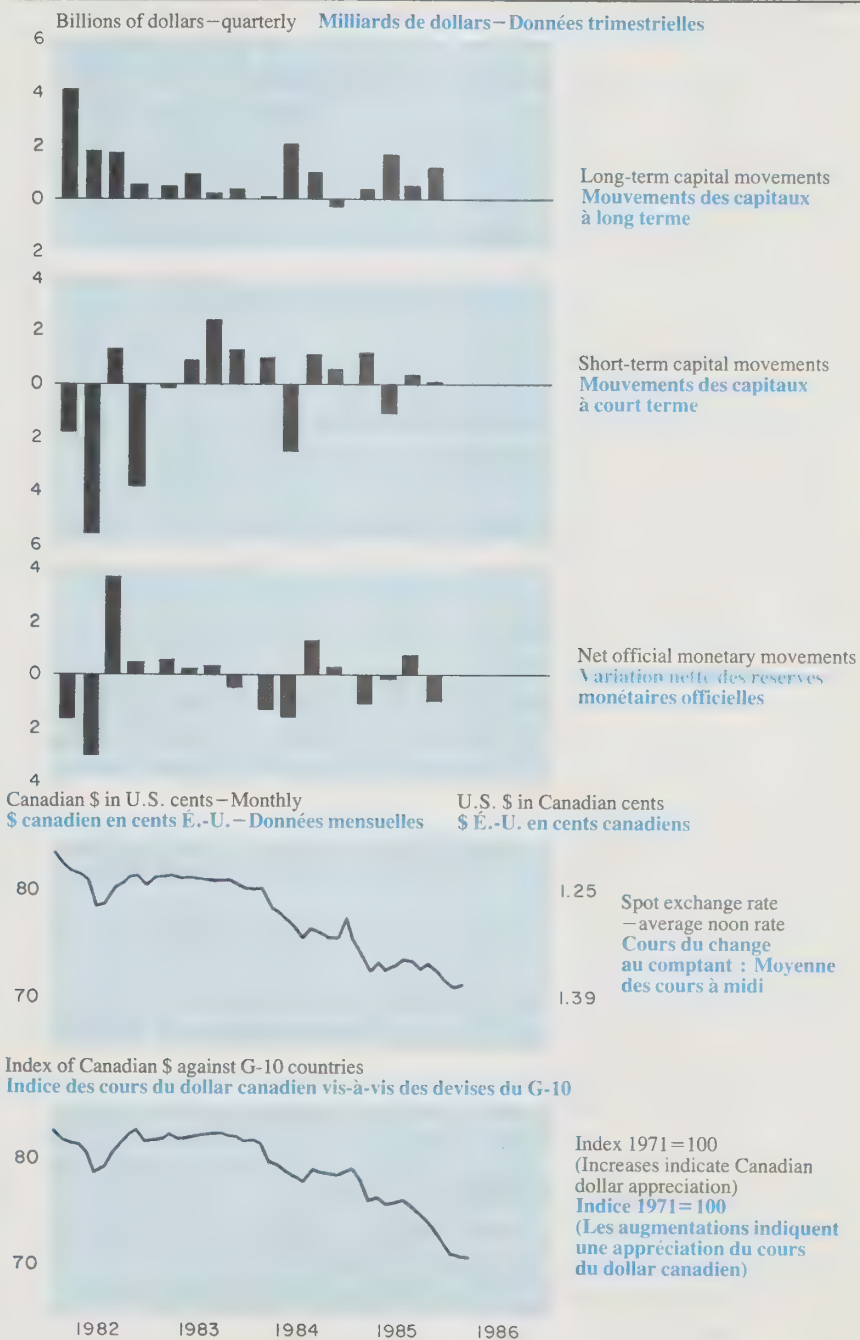 Billions of dollars—quarterly Milliards de dollars—Données trimestrielles
6
4
2
0
2
Long-term capital movements
Mouvements des capitaux
à long terme
4
2
0
2
4
6
Short-term capital movements
Mouvements des capitaux
à court terme
4
2
0
2
4
Net official monetary movements
Variation nette des réserves
monétaires officielles
Canadian $ in U.S. cents—Monthly
$ canadien en cents É.-U.—Données mensuelles
U.S. $ in Canadian cents
$ É.-U. en cents canadiens
80
70
1.25
1.39
Spot exchange rate
—average noon rate
Cours du change
au comptant : Moyenne
des cours à midi
Index of Canadian $ against G-10 countries
Indice des cours du dollar canadien vis-à-vis des devises du G-10
80
70
Index 1971=100
(Increases indicate Canadian
dollar appreciation)
Indice 1971=100
(Les augmentations indiquent
une appréciation du cours
du dollar canadien)
1982 1983 1984 1985 1986